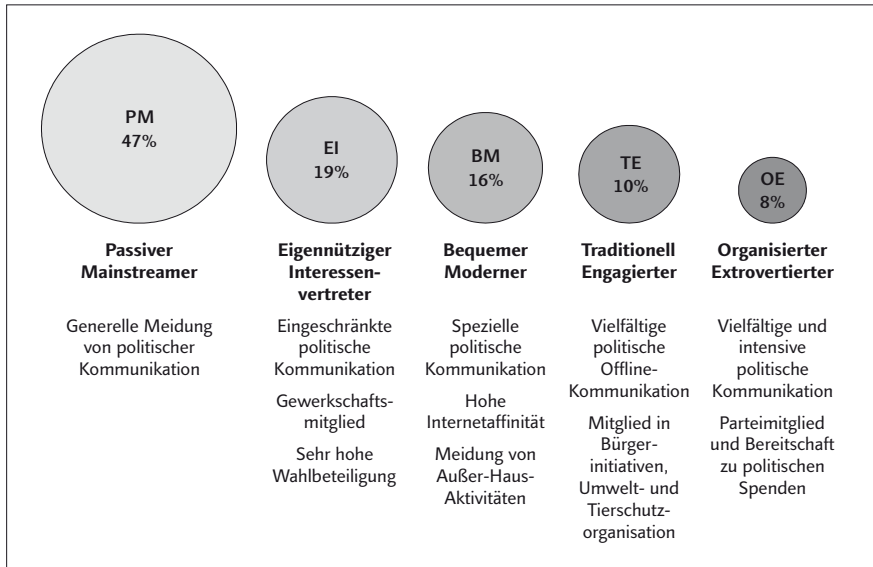 PM
47%
EI
19%
BM
16%
TE
10%
OE
8%
Passiver
Mainstreamer
Generelle Meidung
von politischer
Kommunikation
Eigennütziger
Interessen-
vertreter
Eingeschränkte
politische
Kommunikation
Gewerkschafts-
mitglied
Sehr hohe
Wahlbeteiligung
Bequemer
Moderner
Spezielle
politische
Kommunikation
Hohe
Internetaffinität
Meidung von
Außer-Haus-
Aktivitäten
Traditionell
Engagierter
Vielfältige
politische
Offline-
Kommunikation
Mitglied in
Bürger-
initiativen,
Umwelt- und
Tierschutz-
organisation
Organisierter
Extrovertierter
Vielfältige und
intensive
politische
Kommunikation
Parteimitglied
und Bereitschaft
zu politischen
Spenden